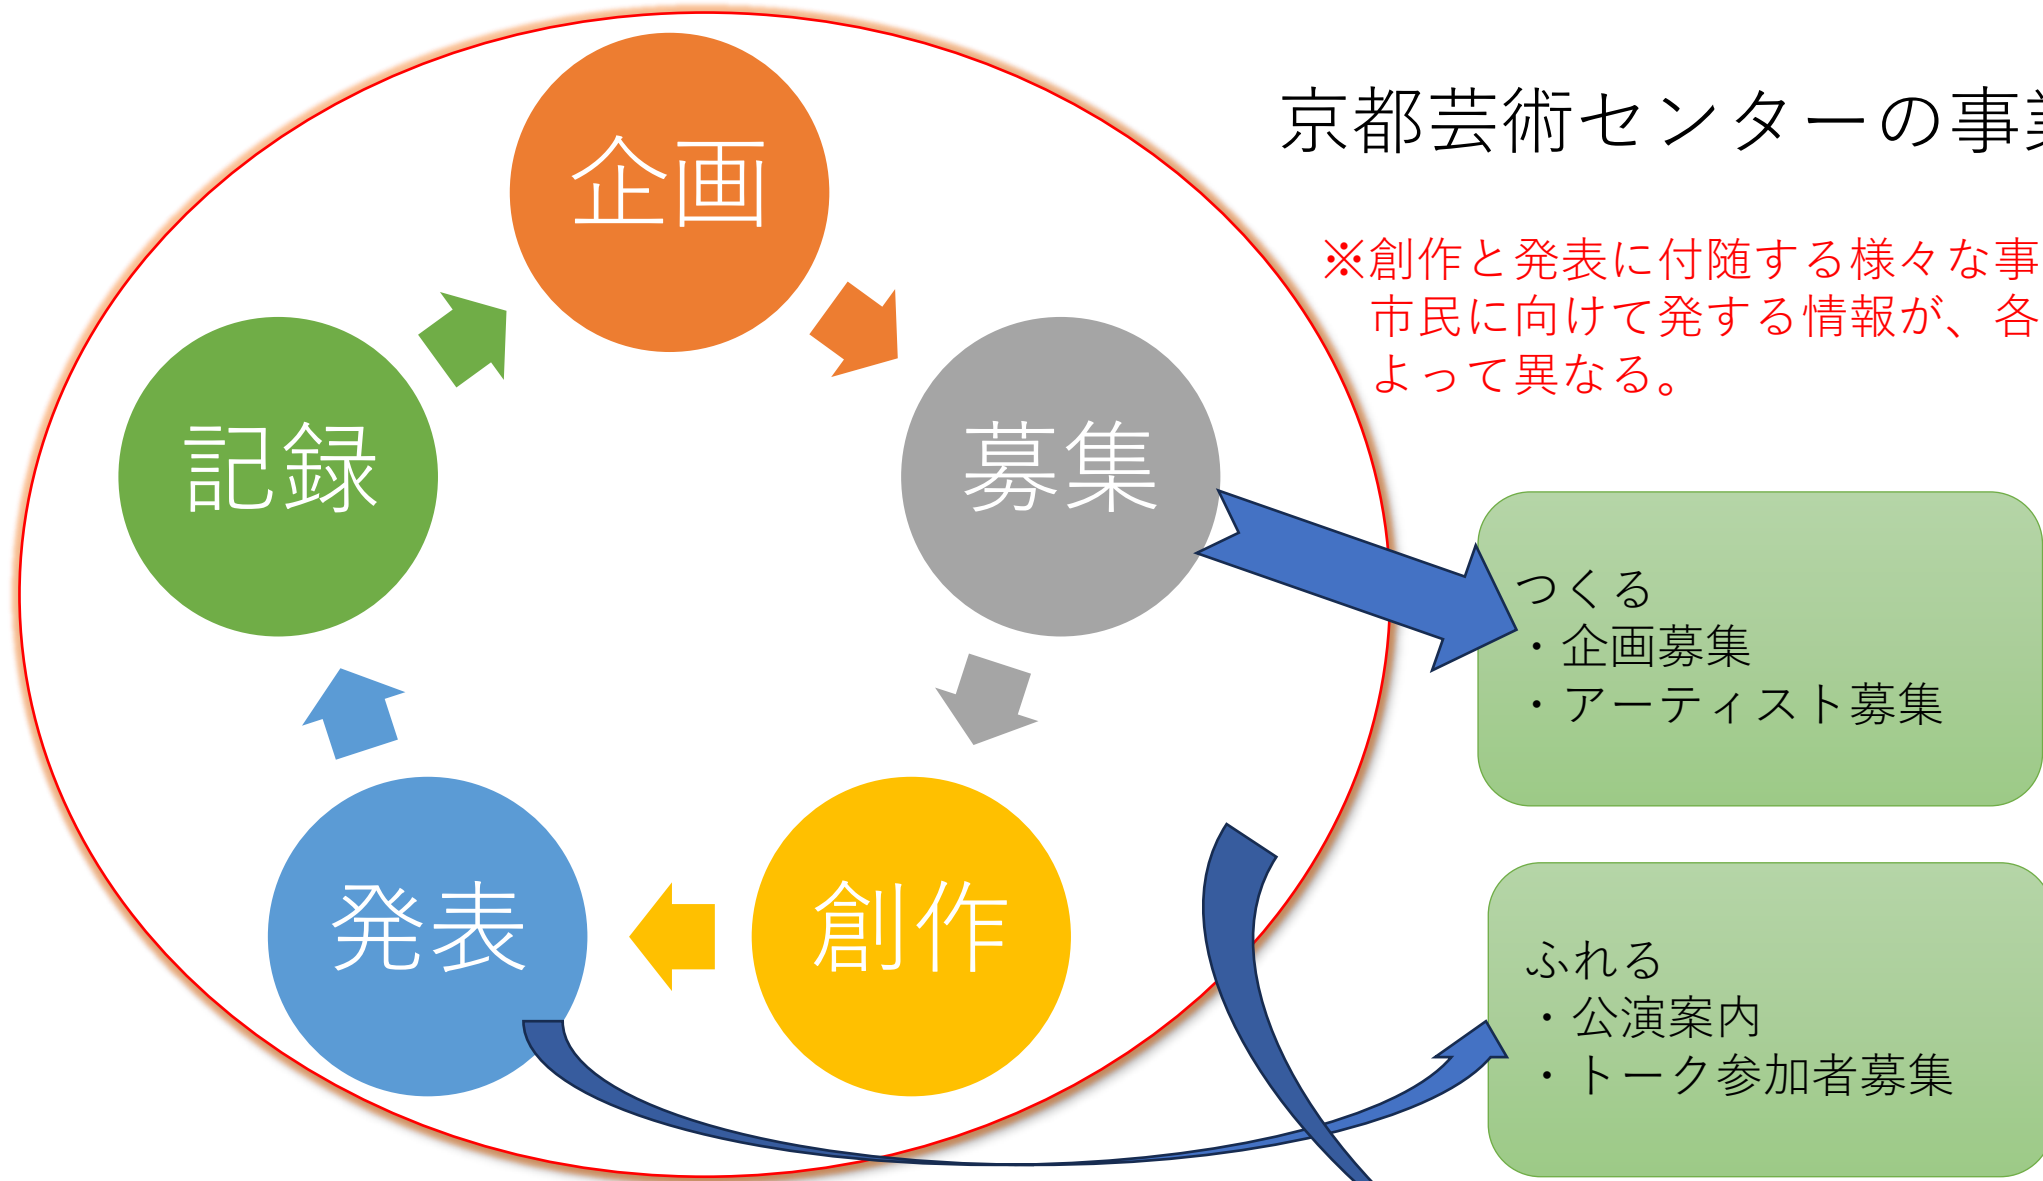 京都芸術センターの事
※創作と発表に付随する様々な事
市民に向けて発する情報が、各
よって異なる。
企画
募集
創作
発表
記録
つくる
・企画募集
・アーティスト募集
ふれる
・公演案内
・トーク参加者募集